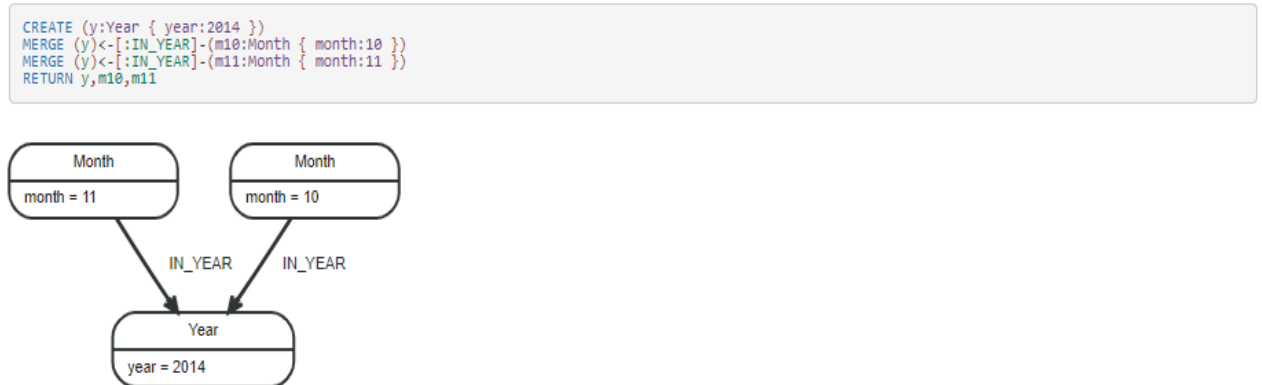 CREATE (y:Year { year:2014 })
MERGE (y)<-[:IN_YEAR]-(m10:Month { month:10 })
MERGE (y)<-[:IN_YEAR]-(m11:Month { month:11 })
RETURN y,m10,m11
Month
month = 11
Month
month = 10
IN_YEAR
IN_YEAR
Year
year = 2014